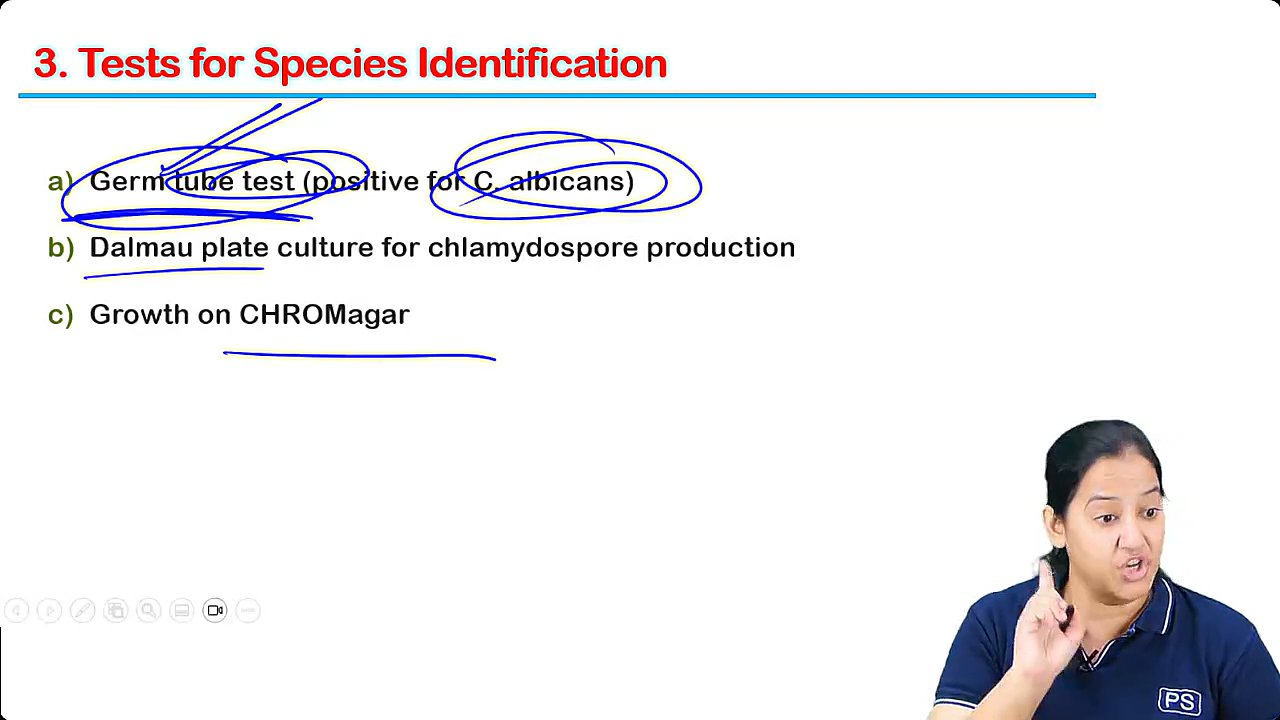 3. Tests for Species Identification
a) Germ tube test (positive for C. albicans)
b) Dalmau plate culture for chlamydospore production
c) Growth on CHROMagar
PS